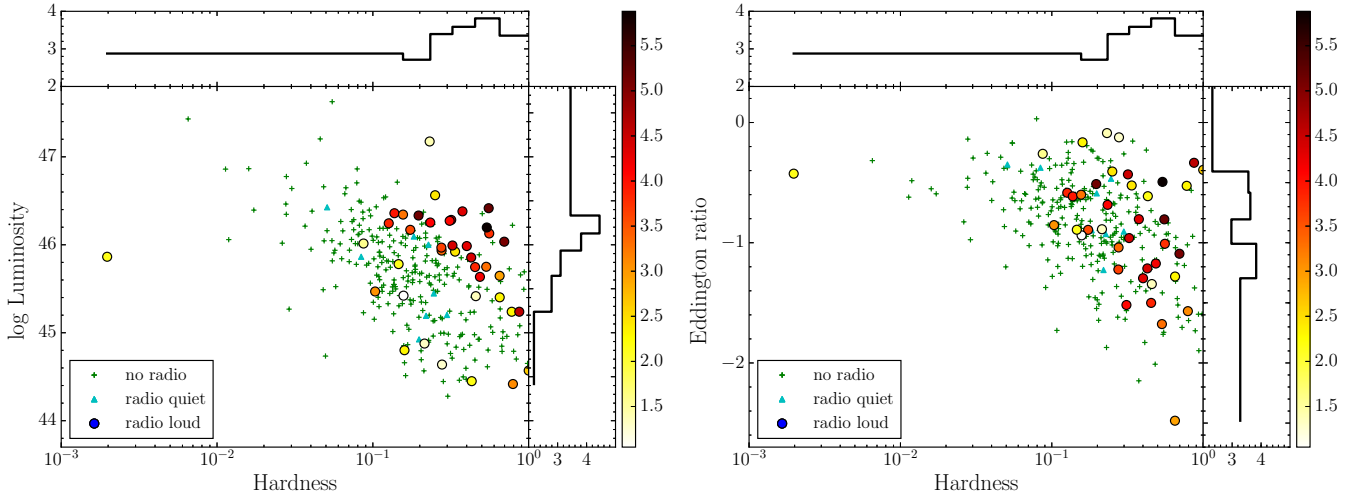 4
3
2
47
46
45
44
log Luminosity
no radio
radio quiet
radio loud
10⁻³ 10⁻² 10⁻¹ 10⁰ 3 4
Hardness
5.5
5.0
4.5
4.0
3.5
3.0
2.5
2.0
1.5
4
3
2
0
−1
−2
Eddington ratio
no radio
radio quiet
radio loud
10⁻³ 10⁻² 10⁻¹ 10⁰ 3 4
Hardness
5.5
5.0
4.5
4.0
3.5
3.0
2.5
2.0
1.5